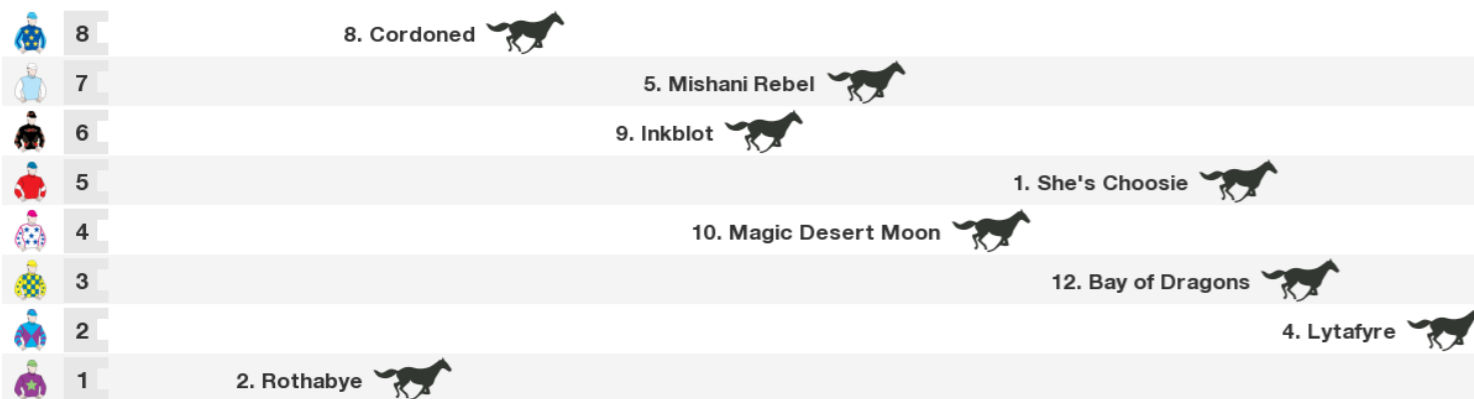 8 8. Cordoned
7 5. Mishani Rebel
6 9. Inkblot
5 1. She's Choosie
4 10. Magic Desert Moon
3 12. Bay of Dragons
2 4. Lytafyre
1 2. Rothabye